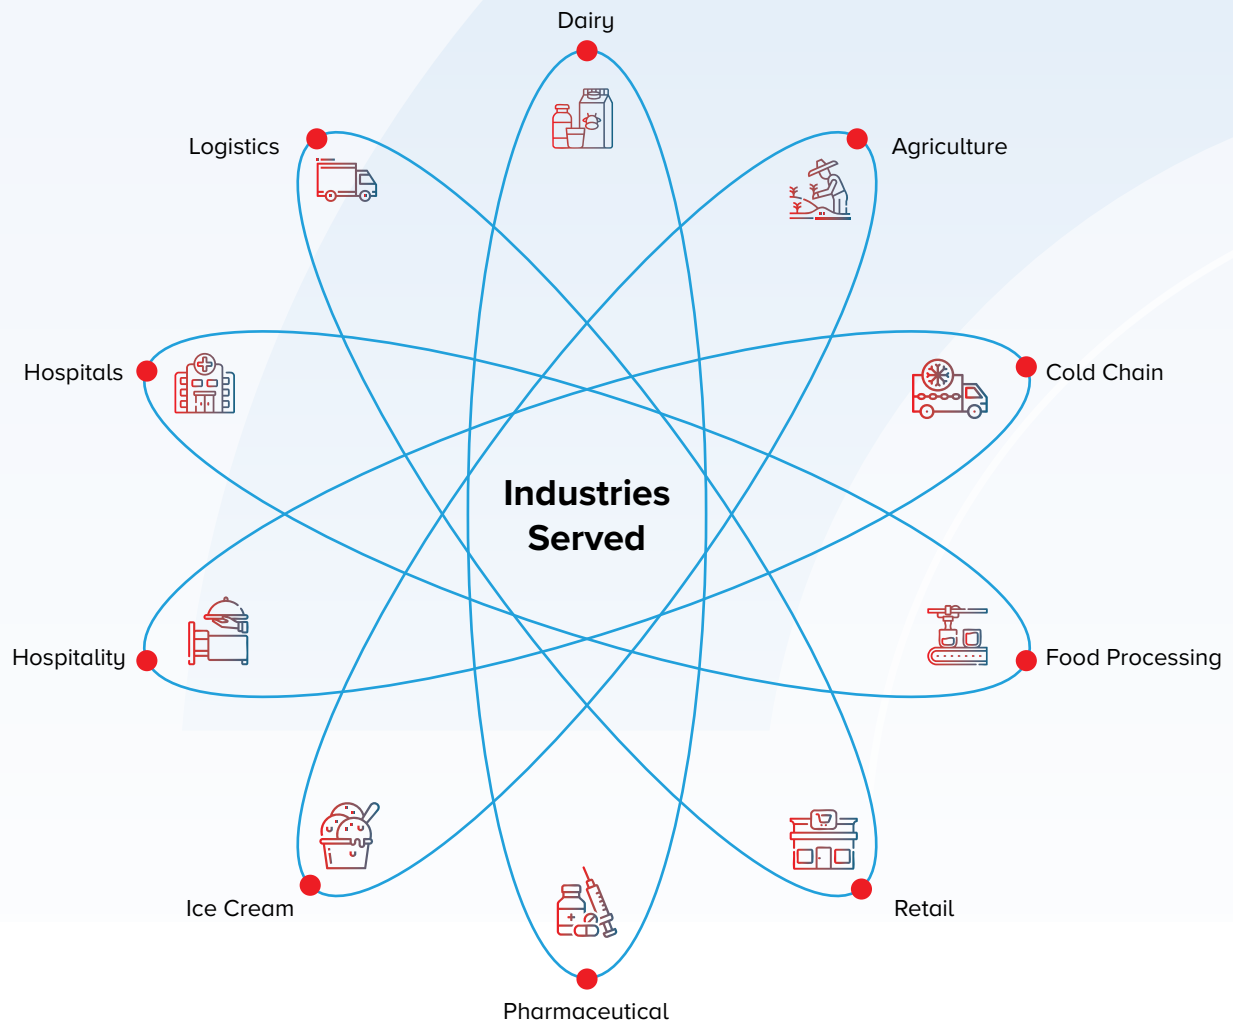 Dairy
Logistics
Agriculture
Hospitals
Cold Chain
Industries
Served
Hospitality
Food Processing
Ice Cream
Retail
Pharmaceutical